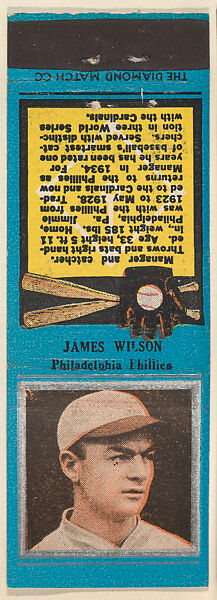 THE DIAMOND MATCH CO.
Manager and catcher.
Throws and bats right-hand-
ed. Age 33, height 5 ft. 11
ins. Weight 185 lbs. Home,
Philadelphia, Pa. Jimmie
was with the Phillies from
1923 to May 1928. Trad-
ed to the Cardinals and now
returns to the Phillies as
Manager in 1934. For
years he has been rated one
of baseball's smartest cat-
chers. Served with distinc-
tion in three World Series
with the Cardinals.
JAMES WILSON
Philadelphia Phillies